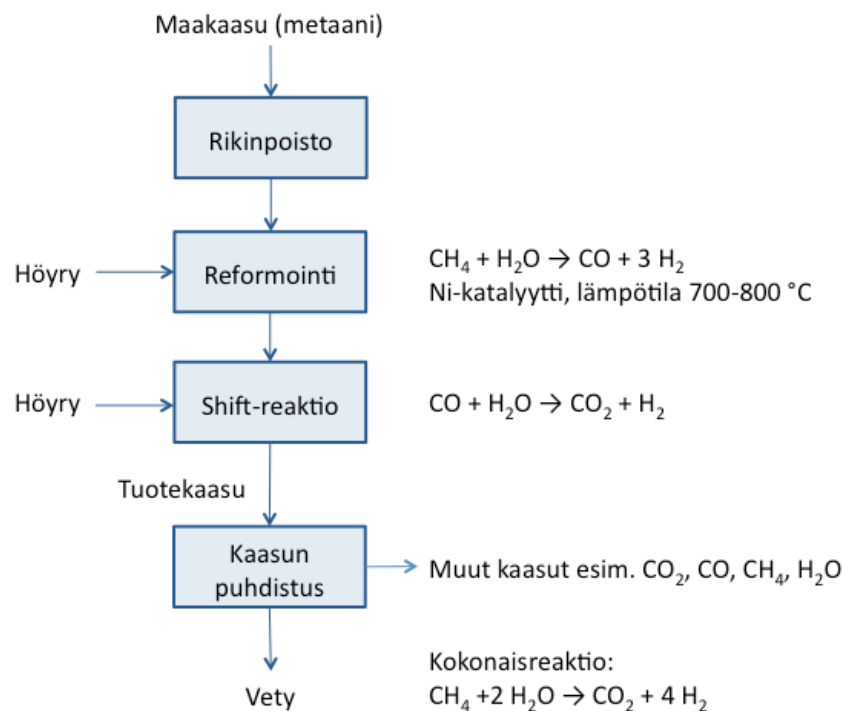 Maakaasu (metaani)
Rikinpoisto
Höyry
Reformointi
CH₄ + H₂O → CO + 3 H₂
Ni-katalyytti, lämpötila 700-800 °C
Höyry
Shift-reaktio
CO + H₂O → CO₂ + H₂
Tuotekaasu
Kaasun
puhdistus
Muut kaasut esim. CO₂, CO, CH₄, H₂O
Kokonaisreaktio:
Vety
CH₄ +2 H₂O → CO₂ + 4 H₂